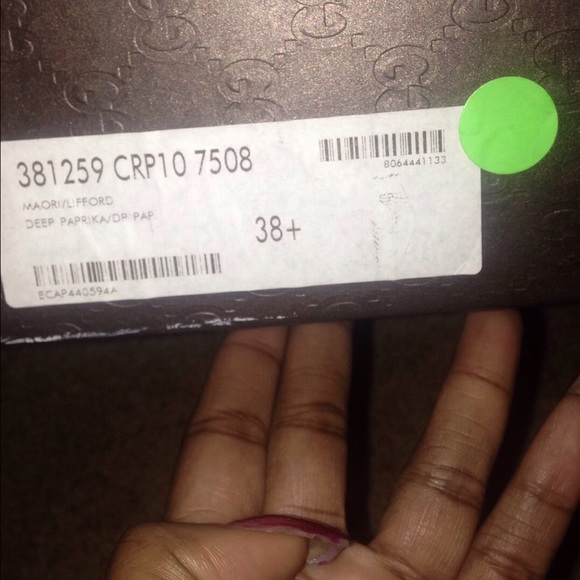 381259 CRP10 7508
8064441133
MAORI/LIFFORD
DEEP PAPRIKA/DP PAP
38+
ECAP440594A